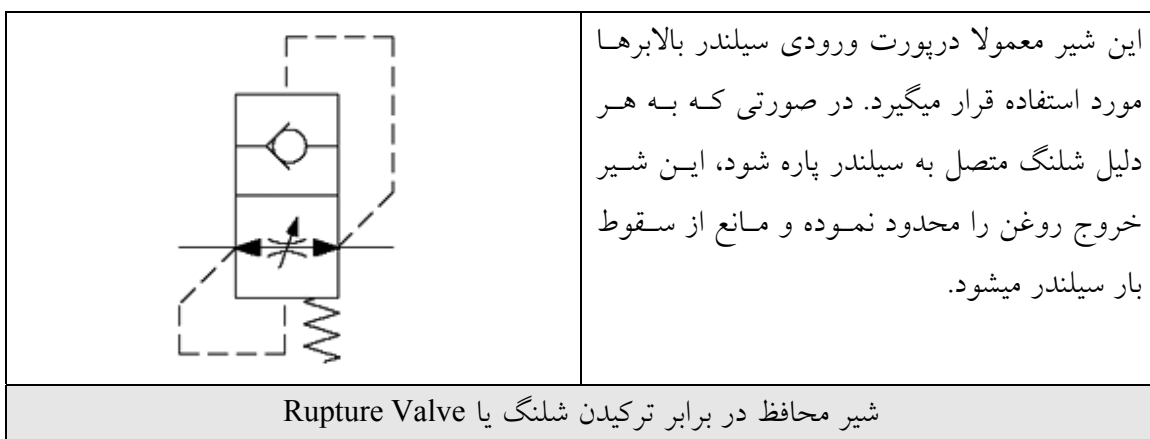 این شیر معمولا درپورت ورودی سیلندر بالابرها
مورد استفاده قرار میگیرد. در صورتی که به هر
دلیل شلنگ متصل به سیلندر پاره شود، این شیر
خروج روغن را محدود نموده و مانع از سقوط
بار سیلندر میشود.
شیر محافظ در برابر ترکیدن شلنگ یا Rupture Valve